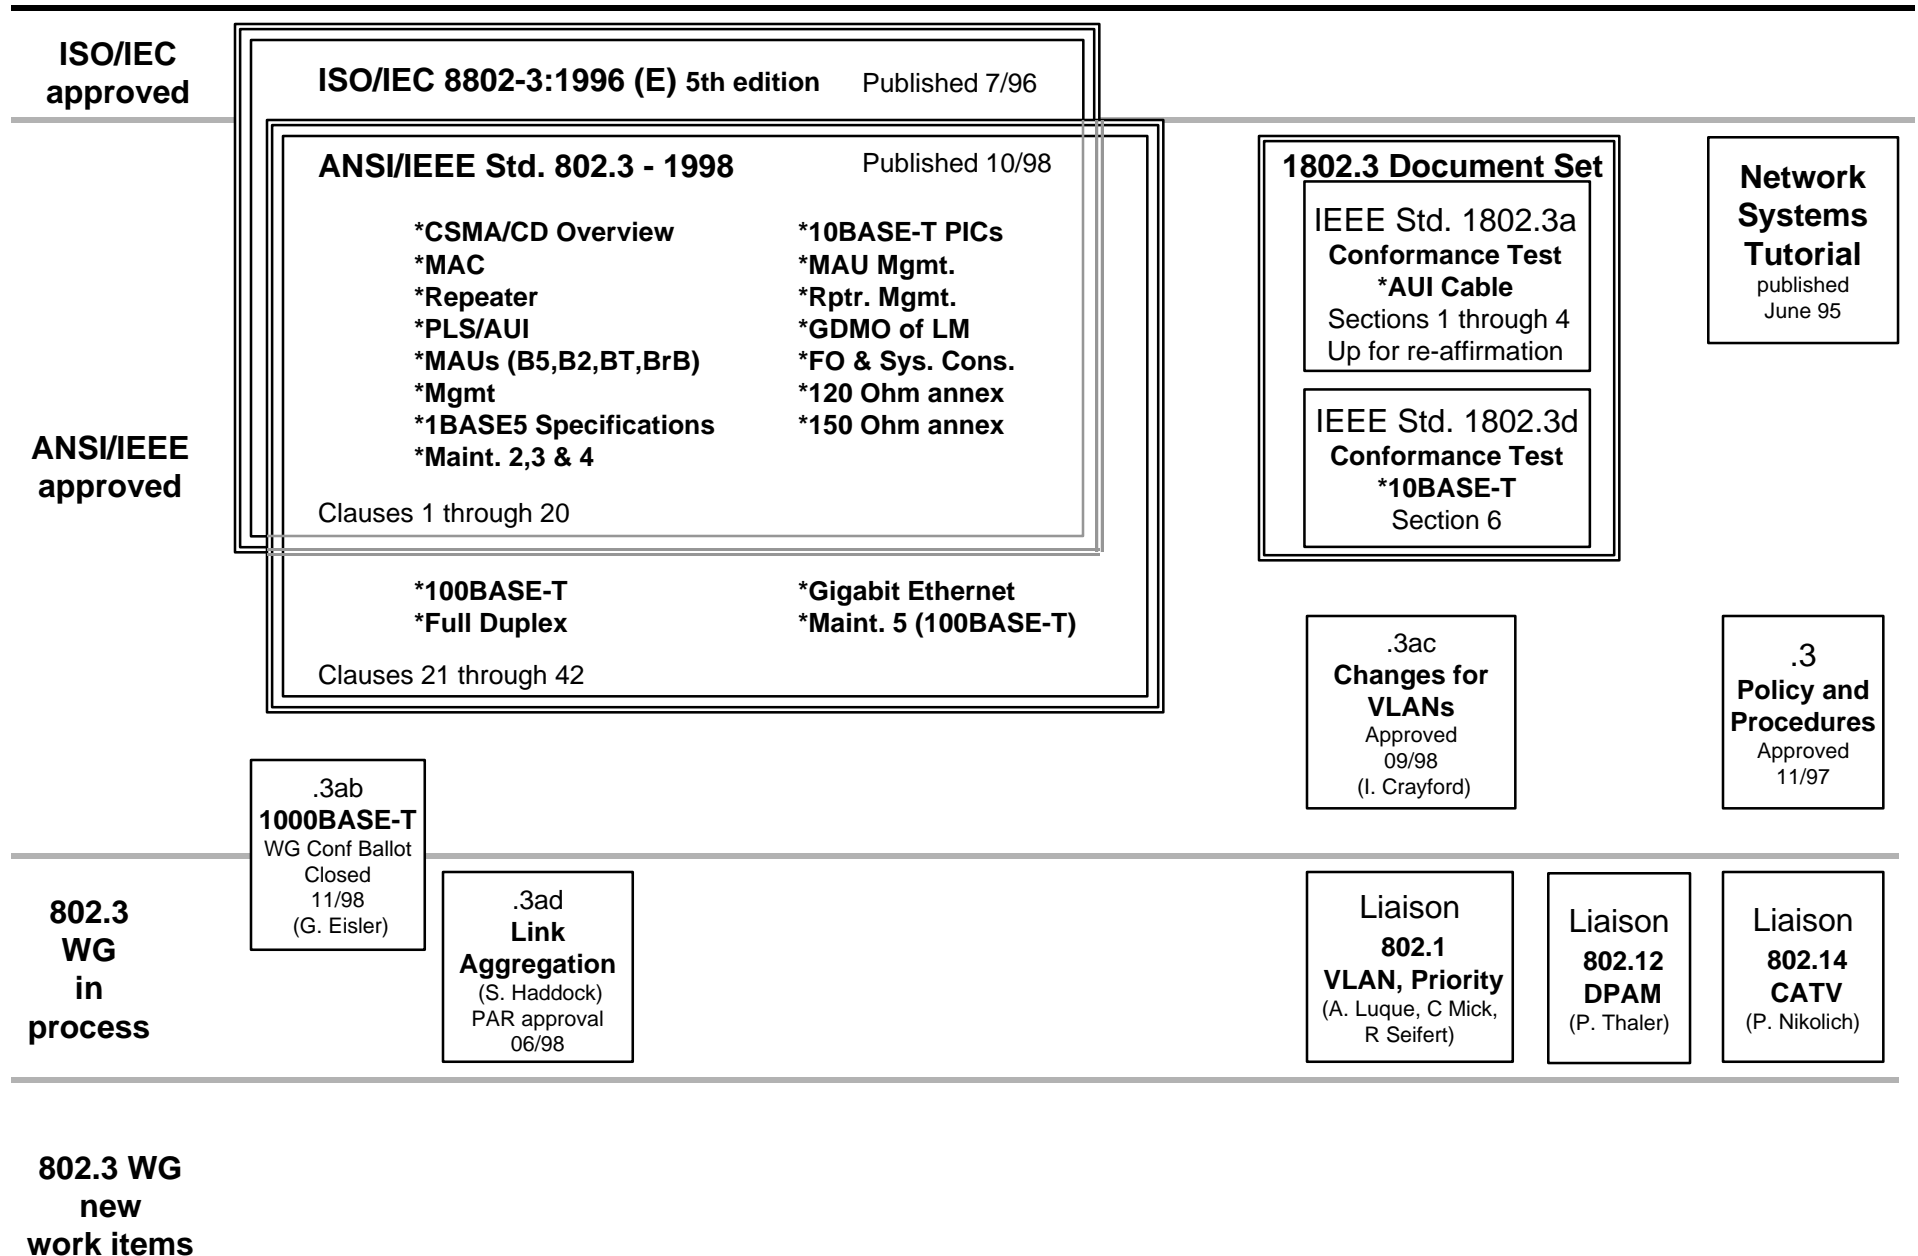 ISO/IEC
approved
ISO/IEC 8802-3:1996 (E) 5th edition Published 7/96
ANSI/IEEE
approved
ANSI/IEEE Std. 802.3 - 1998 Published 10/98
*CSMA/CD Overview
*MAC
*Repeater
*PLS/AUI
*MAUs (B5,B2,BT,BrB)
*Mgmt
*1BASE5 Specifications
*Maint. 2,3 & 4
*10BASE-T PICs
*MAU Mgmt.
*Rptr. Mgmt.
*GDMO of LM
*FO & Sys. Cons.
*120 Ohm annex
*150 Ohm annex
Clauses 1 through 20
*100BASE-T
*Full Duplex
*Gigabit Ethernet
*Maint. 5 (100BASE-T)
Clauses 21 through 42
1802.3 Document Set
IEEE Std. 1802.3a
Conformance Test
*AUI Cable
Sections 1 through 4
Up for re-affirmation
IEEE Std. 1802.3d
Conformance Test
*10BASE-T
Section 6
Network
Systems
Tutorial
published
June 95
.3ac
Changes for
VLANs
Approved
09/98
(I. Crayford)
.3
Policy and
Procedures
Approved
11/97
.3ab
1000BASE-T
WG Conf Ballot
Closed
11/98
(G. Eisler)
802.3
WG
in
process
.3ad
Link
Aggregation
(S. Haddock)
PAR approval
06/98
Liaison
802.1
VLAN, Priority
(A. Luque, C Mick,
R Seifert)
Liaison
802.12
DPAM
(P. Thaler)
Liaison
802.14
CATV
(P. Nikolich)
802.3 WG
new
work items